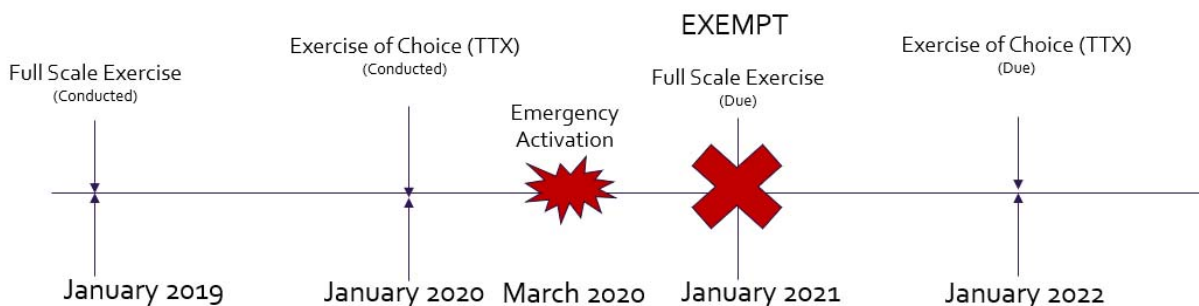 EXEMPT
Full Scale Exercise
(Conducted)
Exercise of Choice (TTX)
(Conducted)
Emergency
Activation
Full Scale Exercise
(Due)
Exercise of Choice (TTX)
(Due)
January 2019
January 2020
March 2020
January 2021
January 2022